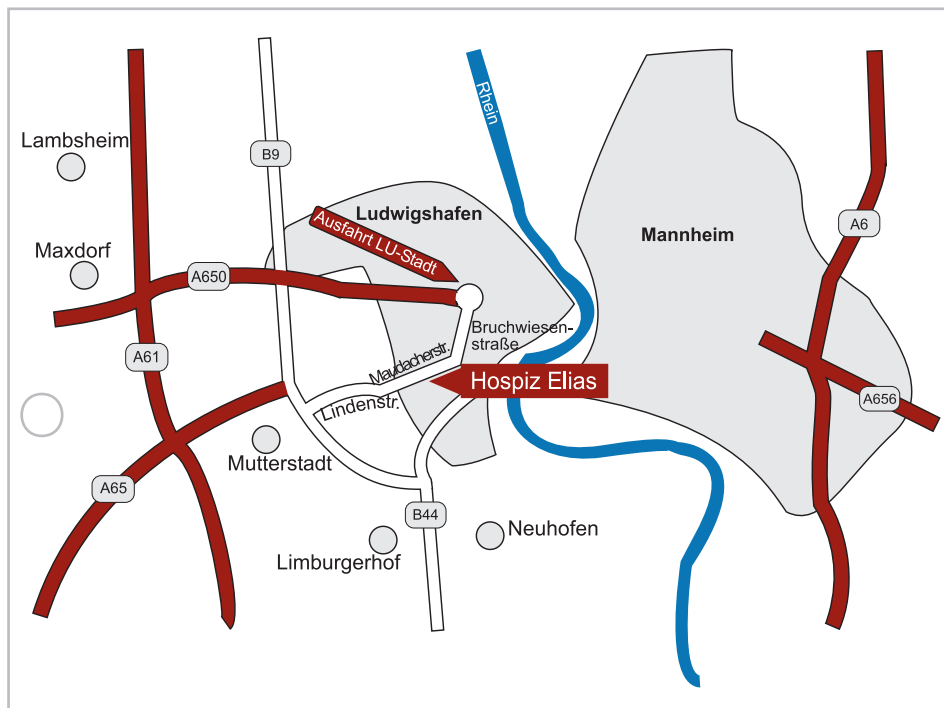 Rhein
Lambsheim
B9
Ludwigshafen
Ausfahrt LU-Stadt
Mannheim
A6
Maxdorf
A650
Bruchwiesen-
straße
A61
Maudacherstr.
Hospiz Elias
Lindenstr.
A656
Mutterstadt
A65
B44
Neuhofen
Limburgerhof